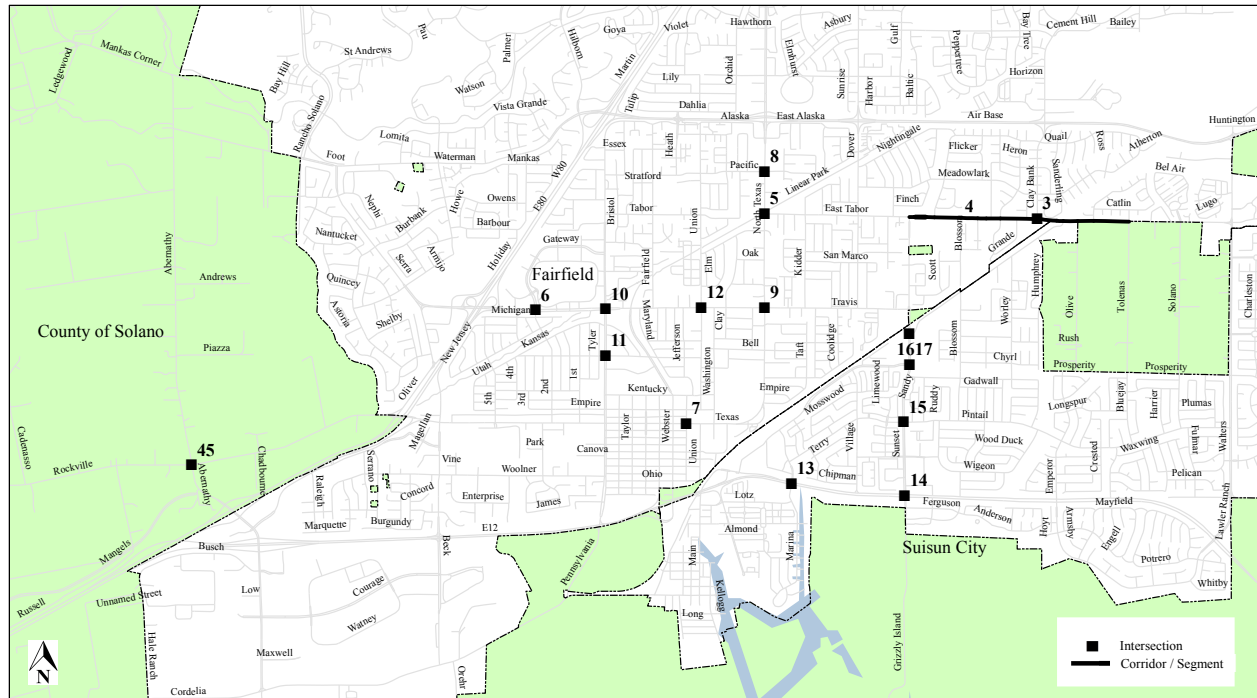 Goya
Violet
Hawthorn
Asbury
Gulf
Bay Tree
Cement Hill
Bailey
Pau
Palmer
Hilborn
Martin
Elmhurst
Peppertree
Mankas Corner
St Andrews
Ledgewood
Bay Hill
Watson
Lily
Orchid
Sunrise
Harbor
Baltic
Horizon
Vista Grande
Tulip
Dahlia
Rancho Solano
Alaska
East Alaska
Air Base
Huntington
Lomita
Essex
Heath
Dover
Nightingale
Flicker
Heron
Quail
Ross
Atherton
Foot
Waterman
Mankas
W80
Pacific
8
Stratford
Linear Park
Meadowlark
Clay Bank
Sanderling
Bel Air
Nephi
Howe
Owens
E80
Bristol
Tabor
Union
North Texas
5
East Tabor
Finch
4
3
Catlin
Lugo
Burbank
Barbour
Nantucket
Armijo
Serra
Holiday
Gateway
Fairfield
Elm
Oak
Kidder
San Marco
Blossom
Grande
Scott
Humphrey
Abernathy
Andrews
Quincey
Fairfield
Astoria
Shelby
Michigan
6
10
Maryland
12
Clay
9
Travis
Worley
Olive
Tolenas
Solano
Charleston
County of Solano
New Jersey
Kansas
Tyler
11
Jefferson
Bell
Taft
Coolidge
Blossom
Rush
Piazza
Utah
Washington
16
17
Chyrl
Prosperity
Prosperity
Oliver
5th
4th
3rd
2nd
1st
Kentucky
Empire
Empire
Mosswood
Limewood
Sandy
Ruddy
Gadwall
Longspur
Bluejay
Harrier
Plumas
Magellan
Taylor
Webster
7
Texas
15
Pintail
Cadenasso
Rockville
45
Abernathy
Chadbourne
Park
Canova
Union
Terry
Village
Sunset
Wood Duck
Crested
Waxwing
Fulmar
Walters
Serrano
Vine
Woolner
Ohio
13
Chipman
Wigeon
Emperor
Pelican
Raleigh
Concord
Enterprise
James
Lotz
14
Ferguson
Mayfield
Lawler Ranch
Marquette
Burgundy
E12
Almond
Anderson
Hoyt
Armsby
Engell
Mangels
Busch
Beck
Pennsylvania
Main
Marina
Suisun City
Potrero
Russell
Unnamed Street
Low
Courage
Kellogg
Whitby
Watney
Long
Hale Ranch
Maxwell
Orehr
Grizzly Island
Cordelia
N
Intersection
Corridor / Segment